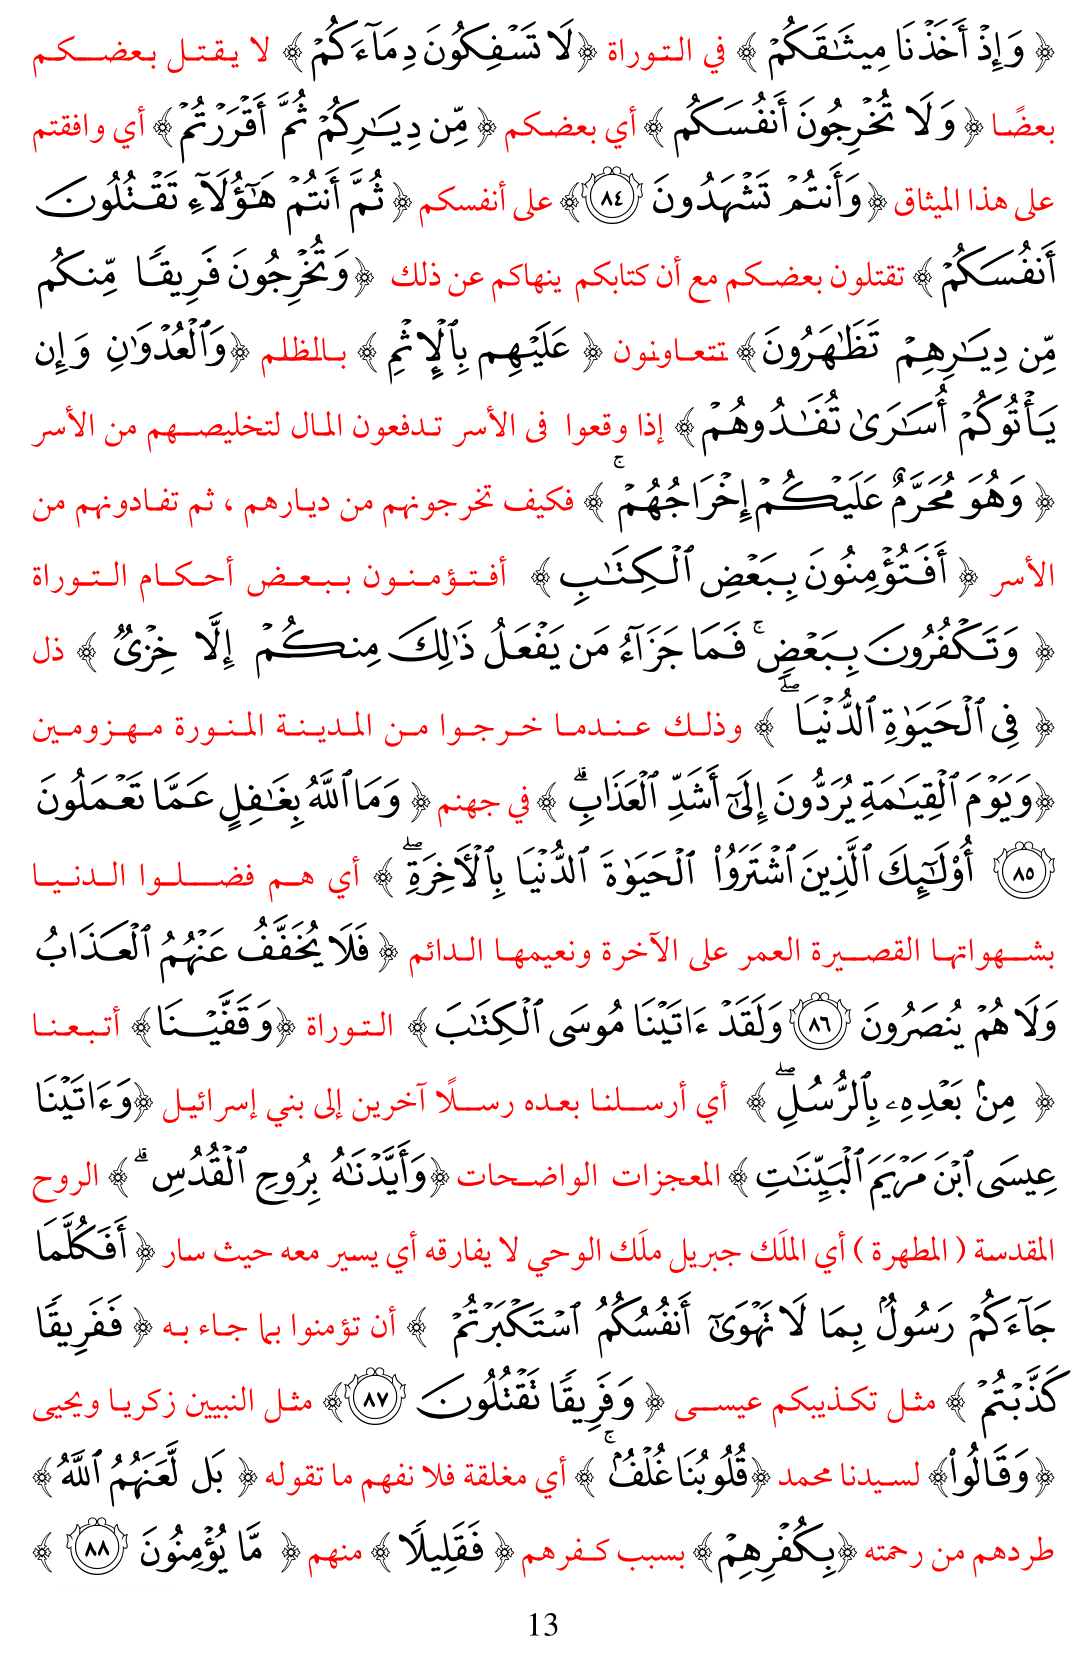 ﴿ وَإِذْ أَخَذْنَا مِيثَٰقَكُمْ ﴾ في التوراة ﴿لَا تَسْفِكُونَ دِمَآءَكُمْ﴾ لا يقتل بعضكم
بعضًا ﴿ وَلَا تُخْرِجُونَ أَنفُسَكُم ﴾ أي بعضكم ﴿ مِّن دِيَٰرِكُمْ ثُمَّ أَقْرَرْتُمْ﴾ أي وافقتم
على هذا الميثاق ﴿وَأَنتُمْ تَشْهَدُونَ ٨٤﴾ على أنفسكم ﴿ ثُمَّ أَنتُمْ هَٰٓؤُلَآءِ تَقْتُلُونَ
أَنفُسَكُمْ﴾ تقتلون بعضكم مع أن كتابكم ينهاكم عن ذلك ﴿وَتُخْرِجُونَ فَرِيقًا مِّنكُم
مِّن دِيَٰرِهِمْ تَظَٰهَرُونَ﴾ تتعاونون ﴿ عَلَيْهِم بِٱلْإِثْمِ ﴾ بالظلم ﴿وَٱلْعُدْوَٰنِ وَإِن
يَأْتُوكُمْ أُسَٰرَىٰ تُفَٰدُوهُمْ﴾ إذا وقعوا فى الأسر تدفعون المال لتخليصهم من الأسر
﴿ وَهُوَ مُحَرَّمٌ عَلَيْكُمْ إِخْرَاجُهُمْ ۚ ﴾ فكيف تخرجونهم من ديارهم ، ثم تفادونهم من
الأسر ﴿ أَفَتُؤْمِنُونَ بِبَعْضِ ٱلْكِتَٰبِ ﴾ أفتؤمنون ببعض أحكام التوراة
﴿ وَتَكْفُرُونَ بِبَعْضٍ ۚ فَمَا جَزَآءُ مَن يَفْعَلُ ذَٰلِكَ مِنكُمْ إِلَّا خِزْىٌ ﴾ ذل
﴿ فِى ٱلْحَيَوٰةِ ٱلدُّنْيَا ۖ ﴾ وذلك عندما خرجوا من المدينة المنورة مهزومين
﴿وَيَوْمَ ٱلْقِيَٰمَةِ يُرَدُّونَ إِلَىٰٓ أَشَدِّ ٱلْعَذَابِ ۗ ﴾ في جهنم ﴿ وَمَا ٱللَّهُ بِغَٰفِلٍ عَمَّا تَعْمَلُونَ
٨٥ أُو۟لَٰٓئِكَ ٱلَّذِينَ ٱشْتَرَوُا۟ ٱلْحَيَوٰةَ ٱلدُّنْيَا بِٱلْـَٔاخِرَةِ ۖ ﴾ أي هم فضلوا الدنيا
بشهواتها القصيرة العمر على الآخرة ونعيمها الدائم ﴿ فَلَا يُخَفَّفُ عَنْهُمُ ٱلْعَذَابُ
وَلَا هُمْ يُنصَرُونَ ٨٦ وَلَقَدْ ءَاتَيْنَا مُوسَى ٱلْكِتَٰبَ ﴾ التوراة ﴿وَقَفَّيْنَا﴾ أتبعنا
﴿ مِنۢ بَعْدِهِۦ بِٱلرُّسُلِ ۖ ﴾ أي أرسلنا بعده رسلًا آخرين إلى بني إسرائيل ﴿وَءَاتَيْنَا
عِيسَى ٱبْنَ مَرْيَمَ ٱلْبَيِّنَٰتِ﴾ المعجزات الواضحات ﴿وَأَيَّدْنَٰهُ بِرُوحِ ٱلْقُدُسِ ۗ ﴾ الروح
المقدسة ( المطهرة ) أي الملَك جبريل ملَك الوحي لا يفارقه أي يسير معه حيث سار ﴿ أَفَكُلَّمَا
جَآءَكُمْ رَسُولٌۢ بِمَا لَا تَهْوَىٰٓ أَنفُسُكُمُ ٱسْتَكْبَرْتُمْ ﴾ أن تؤمنوا بما جاء به ﴿ فَفَرِيقًا
كَذَّبْتُمْ ﴾ مثل تكذيبكم عيسى ﴿ وَفَرِيقًا تَقْتُلُونَ ٨٧﴾ مثل النبيين زكريا ويحيى
﴿وَقَالُوا۟﴾ لسيدنا محمد ﴿قُلُوبُنَا غُلْفٌۢ ۚ ﴾ أي مغلقة فلا نفهم ما تقوله ﴿ بَل لَّعَنَهُمُ ٱللَّهُ﴾
طردهم من رحمته ﴿بِكُفْرِهِمْ﴾ بسبب كفرهم ﴿ فَقَلِيلًا ﴾ منهم ﴿ مَّا يُؤْمِنُونَ ٨٨ ﴾
13